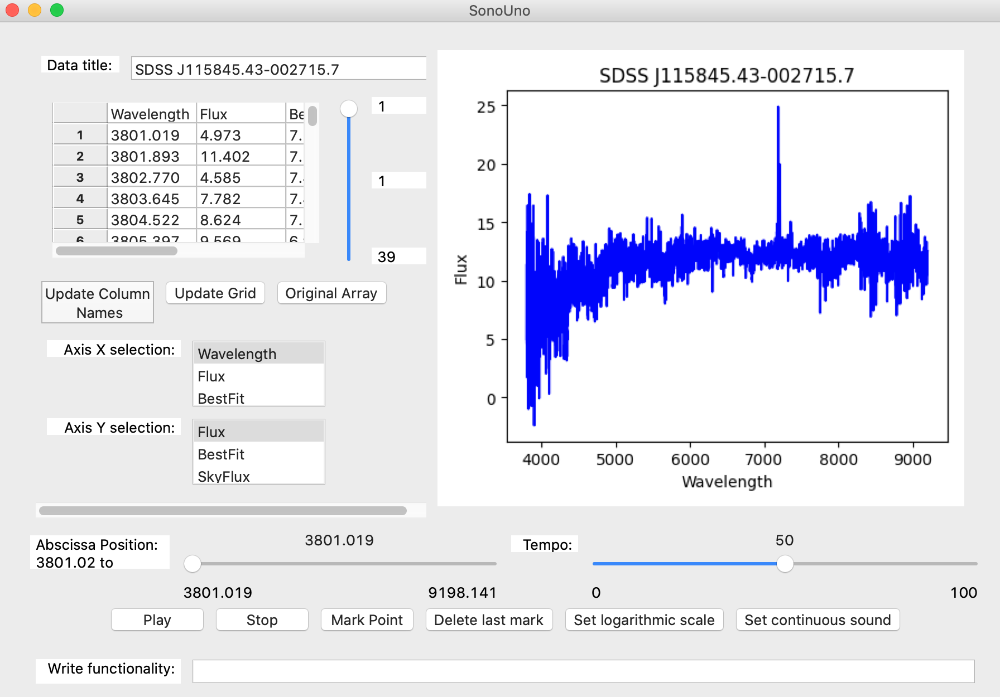 SonoUno
Data title:
SDSS J115845.43-002715.7
Wavelength Flux Be
1 3801.019 4.973 7.
2 3801.893 11.402 7.
3 3802.770 4.585 7.
4 3803.645 7.782 7.
5 3804.522 8.624 7.
6 3805.397 9.569 6
1
1
39
Update Column
Names
Update Grid
Original Array
Axis X selection:
Wavelength
Flux
BestFit
Axis Y selection:
Flux
BestFit
SkyFlux
SDSS J115845.43-002715.7
25
20
15
10
5
0
Flux
4000 5000 6000 7000 8000 9000
Wavelength
Abscissa Position:
3801.02 to
3801.019
3801.019 9198.141
Tempo:
50
0 100
Play
Stop
Mark Point
Delete last mark
Set logarithmic scale
Set continuous sound
Write functionality: